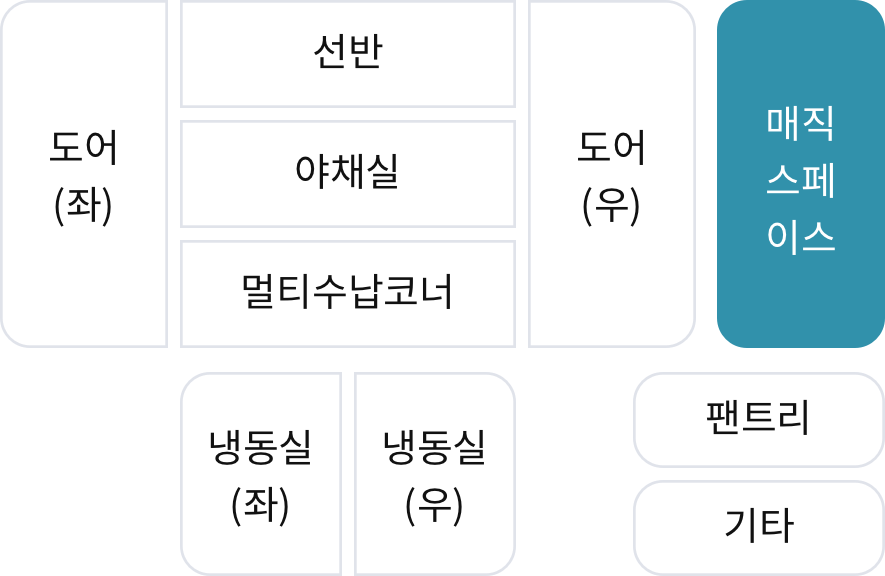 도어
(좌)
선반
야채실
멀티수납코너
도어
(우)
매직
스페
이스
냉동실
(좌)
냉동실
(우)
팬트리
기타